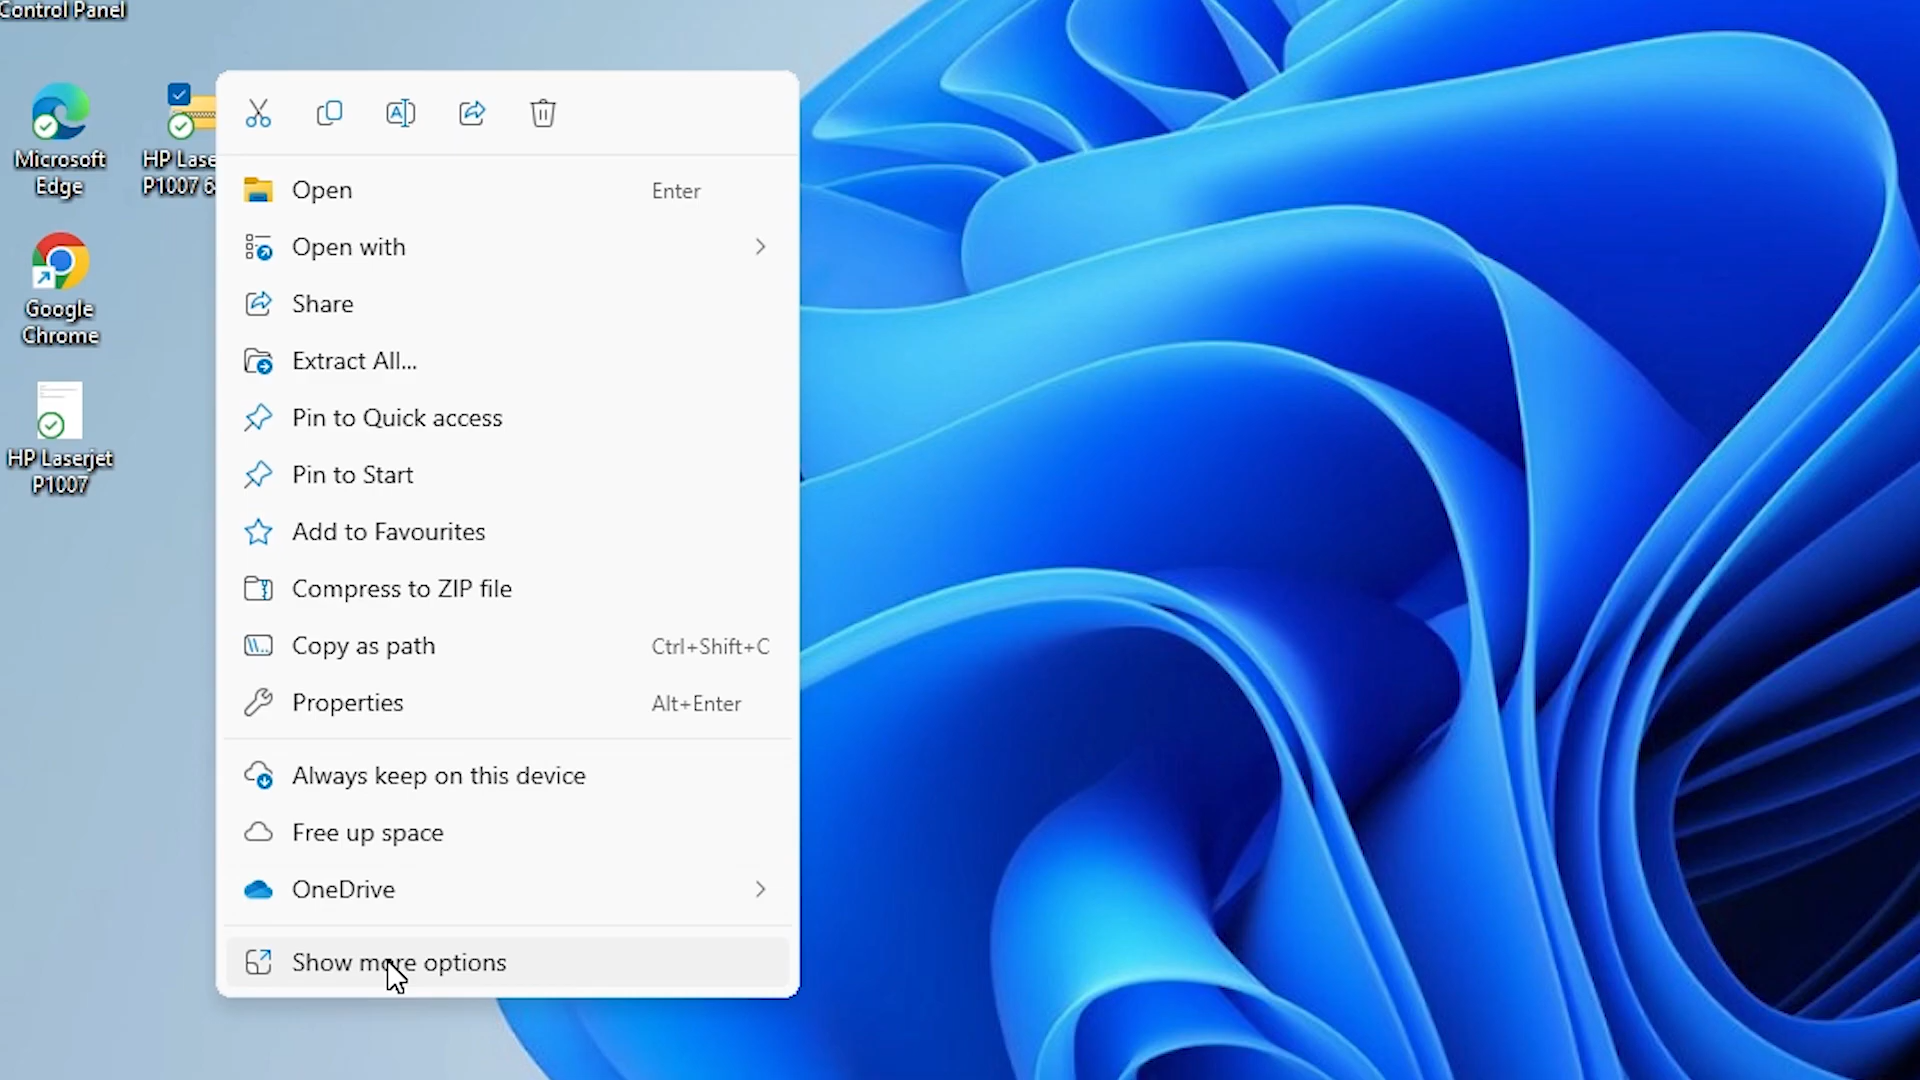 Control Panel
Microsoft
Edge
HP Lase
P1007 6
Google
Chrome
HP Laserjet
P1007
Open Enter
Open with
Share
Extract All...
Pin to Quick access
Pin to Start
Add to Favourites
Compress to ZIP file
Copy as path Ctrl+Shift+C
Properties Alt+Enter
Always keep on this device
Free up space
OneDrive
Show more options